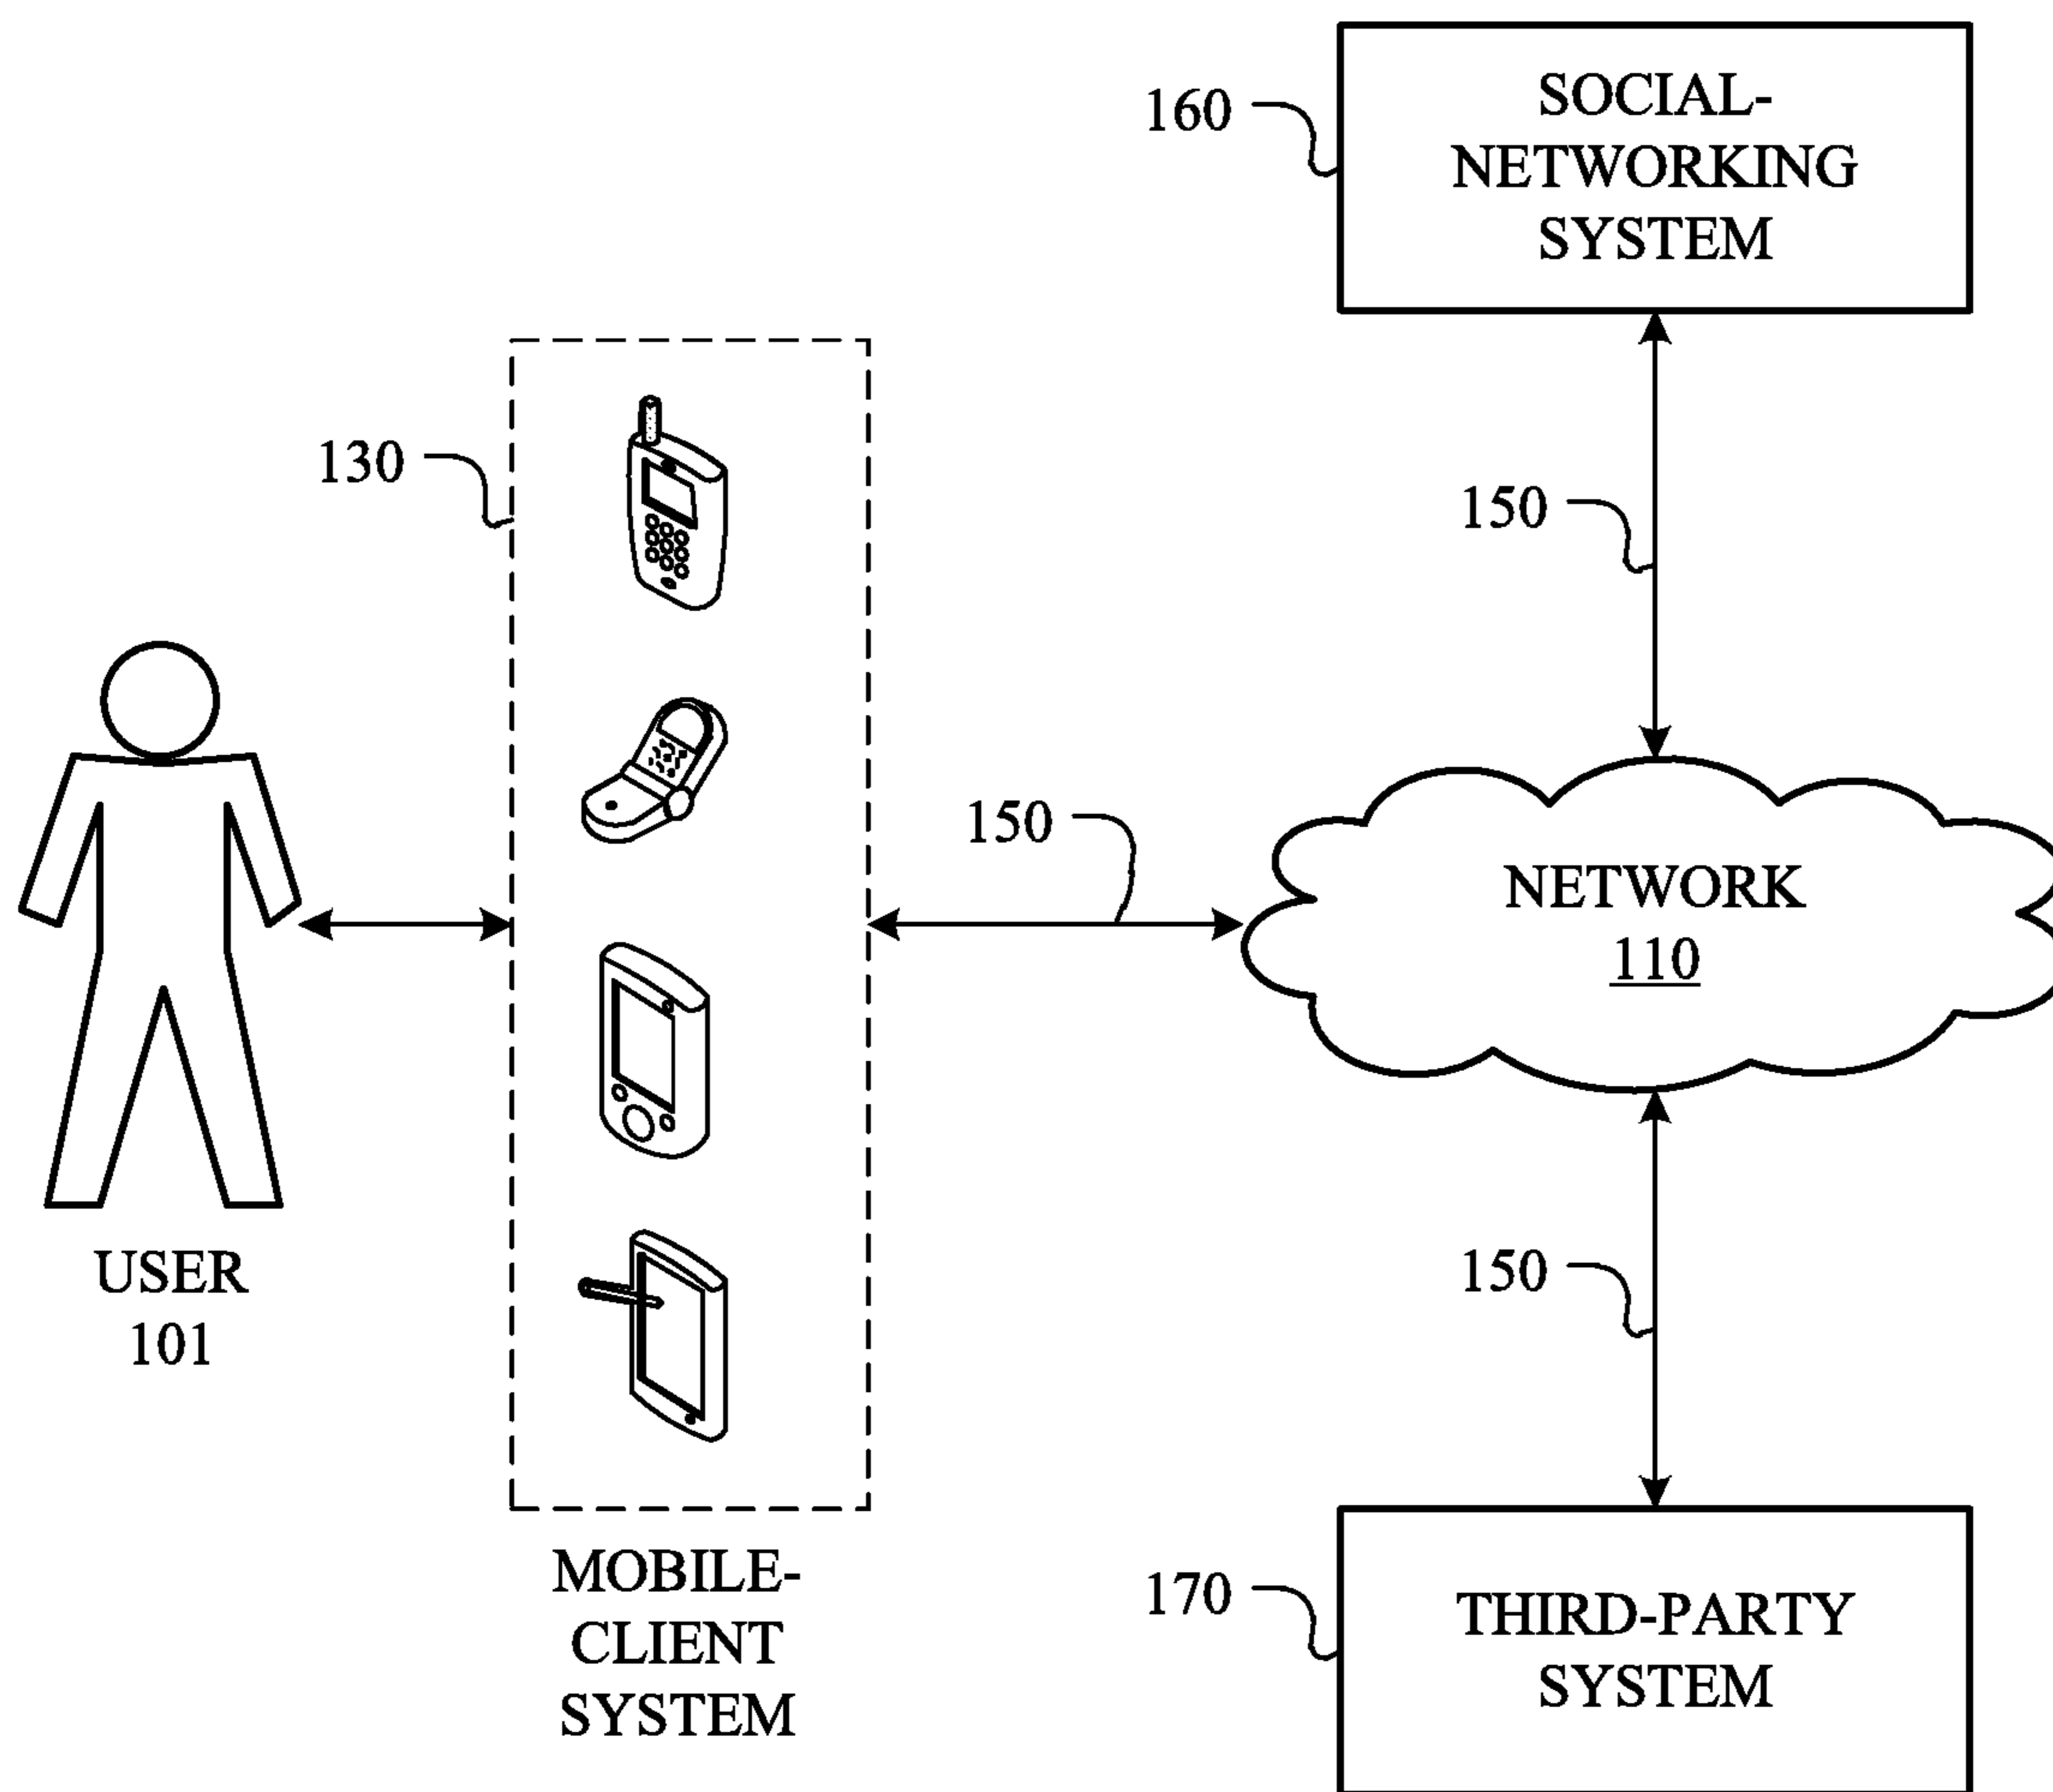 160
SOCIAL-
NETWORKING
SYSTEM
130
150
150
NETWORK
110
USER
101
150
MOBILE-
CLIENT
SYSTEM
170
THIRD-PARTY
SYSTEM